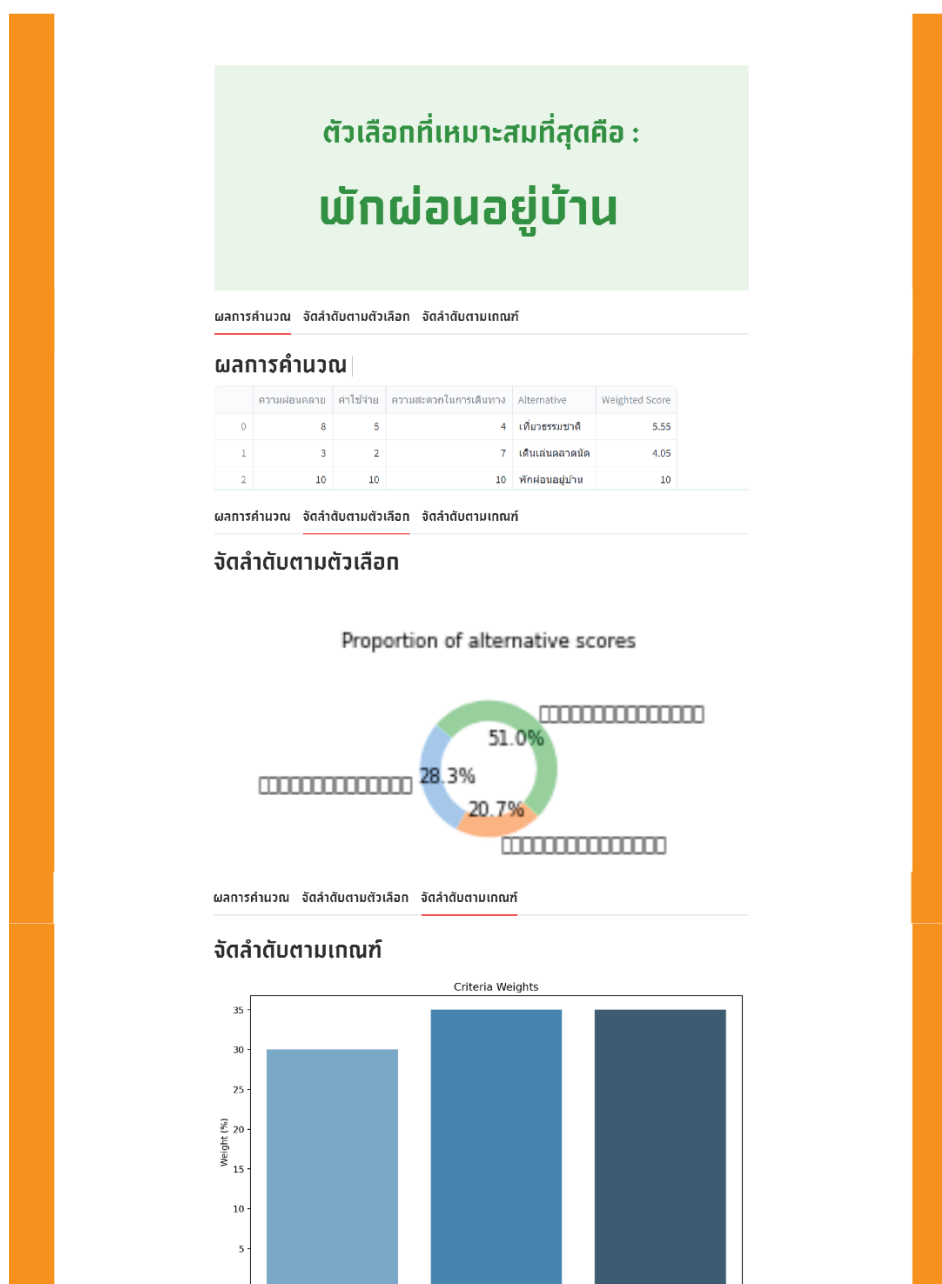 ตัวเลือกที่เหมาะสมที่สุดคือ :
พักผ่อนอยู่บ้าน
ผลการคำนวณ จัดลำดับตามตัวเลือก จัดลำดับตามเกณฑ์
ผลการคำนวณ
ความผ่อนคลาย ค่าใช้จ่าย ความสะดวกในการเดินทาง Alternative Weighted Score
0 8 5 4 เที่ยวธรรมชาติ 5.55
1 3 2 7 เดินเล่นตลาดนัด 4.05
2 10 10 10 พักผ่อนอยู่บ้าน 10
ผลการคำนวณ จัดลำดับตามตัวเลือก จัดลำดับตามเกณฑ์
จัดลำดับตามตัวเลือก
Proportion of alternative scores
51.0%
28.3%
20.7%
ผลการคำนวณ จัดลำดับตามตัวเลือก จัดลำดับตามเกณฑ์
จัดลำดับตามเกณฑ์
Criteria Weights
35
30
25
20
15
10
5
Weight (%)